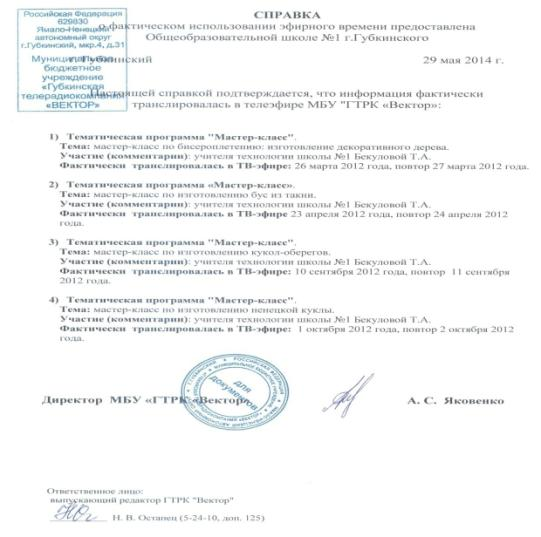 Российская Федерация
629830
Ямало-Ненецкий
автономный округ
г.Губкинский, мкр.4, д.31
Муниципальное
бюджетное
учреждение
«Губкинская
телерадиокомпания
«ВЕКТОР»
СПРАВКА
о фактическом использовании эфирного времени предоставлена
Общеобразовательной школе №1 г.Губкинского
г. Губкинский 29 мая 2014 г.
Настоящей справкой подтверждается, что информация фактически
транслировалась в телеэфире МБУ "ГТРК «Вектор»:
1) Тематическая программа "Мастер-класс".
Тема: мастер-класс по бисероплетению: изготовление декоративного дерева.
Участие (комментарии): учителя технологии школы №1 Бекуловой Т.А.
Фактически транслировалась в ТВ-эфире: 26 марта 2012 года, повтор 27 марта 2012 года.
2) Тематическая программа «Мастер-класс».
Тема: мастер-класс по изготовлению бус из такни.
Участие (комментарии): учителя технологии школы №1 Бекуловой Т.А.
Фактически транслировалась в ТВ-эфире 23 апреля 2012 года, повтор 24 апреля 2012
года.
3) Тематическая программа "Мастер-класс".
Тема: мастер-класс по изготовлению кукол-оберегов.
Участие (комментарии): учителя технологии школы №1 Бекуловой Т.А.
Фактически транслировалась в ТВ-эфире: 10 сентября 2012 года, повтор 11 сентября
2012 года.
4) Тематическая программа "Мастер-класс".
Тема: мастер-класс по изготовлению ненецкой куклы.
Участие (комментарии): учителя технологии школы №1 Бекуловой Т.А.
Фактически транслировалась в ТВ-эфире: 1 октября 2012 года, повтор 2 октября 2012
года.
для
документов
Директор МБУ «ГТРК «Вектор» А. С. Яковенко
Ответственное лицо:
выпускающий редактор ГТРК "Вектор"
Н. В. Остапец (5-24-10, доп. 125)